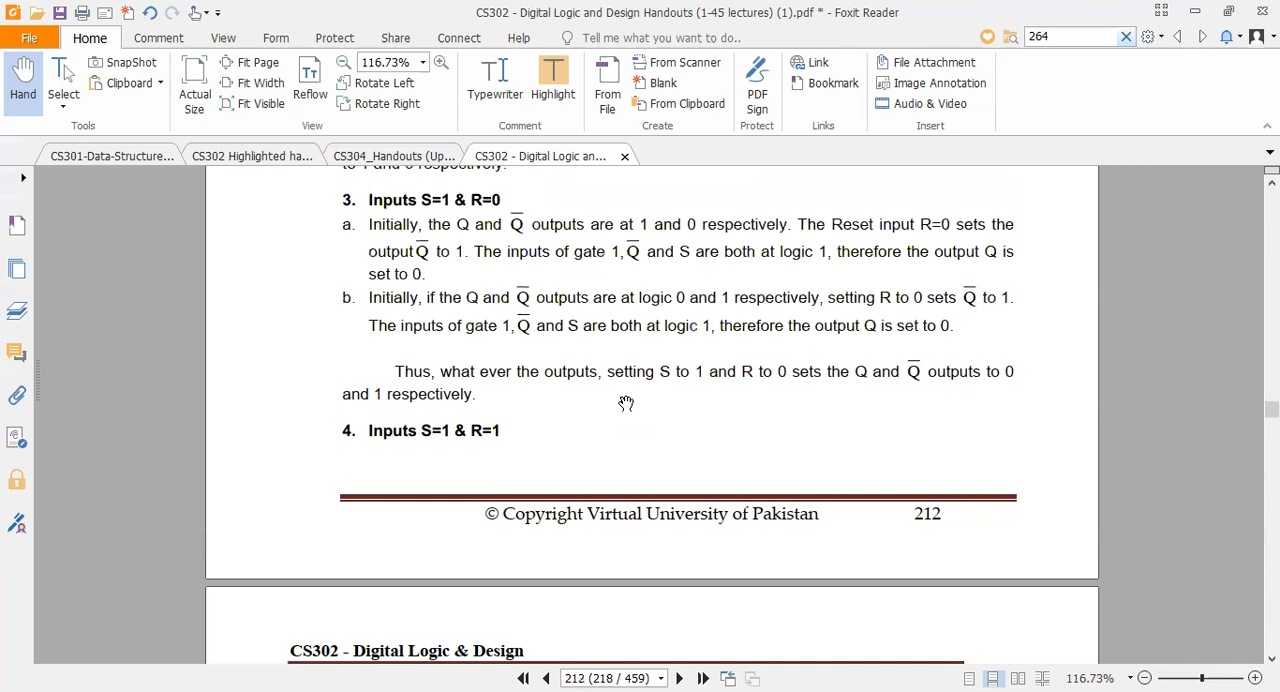 CS302 - Digital Logic and Design Handouts (1-45 lectures) (1).pdf * - Foxit Reader
File Home Comment View Form Protect Share Connect Help Tell me what you want to do.. 264
Hand Select SnapShot Clipboard Actual Size Fit Page Fit Width Fit Visible Reflow 116.73% Rotate Left Rotate Right Typewriter Highlight From File From Scanner Blank From Clipboard PDF Sign Link Bookmark File Attachment Image Annotation Audio & Video
Tools View Comment Create Protect Links Insert
CS301-Data-Structure... CS302 Highlighted ha... CS304_Handouts (Up... CS302 - Digital Logic an...
3. Inputs S=1 & R=0
a. Initially, the Q and Q̅ outputs are at 1 and 0 respectively. The Reset input R=0 sets the
output Q̅ to 1. The inputs of gate 1, Q̅ and S are both at logic 1, therefore the output Q is
set to 0.
b. Initially, if the Q and Q̅ outputs are at logic 0 and 1 respectively, setting R to 0 sets Q̅ to 1.
The inputs of gate 1, Q̅ and S are both at logic 1, therefore the output Q is set to 0.
Thus, what ever the outputs, setting S to 1 and R to 0 sets the Q and Q̅ outputs to 0
and 1 respectively.
4. Inputs S=1 & R=1
© Copyright Virtual University of Pakistan 212
CS302 - Digital Logic & Design
212 (218 / 459) 116.73%